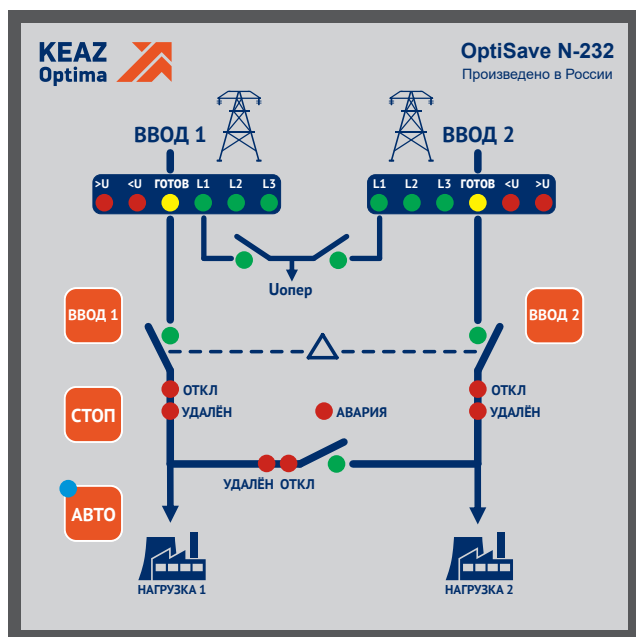 KEAZ
Optima
OptiSave N-232
Произведено в России
ВВОД 1
ВВОД 2
>U <U ГОТОВ L1 L2 L3
L1 L2 L3 ГОТОВ <U >U
Uопер
ВВОД 1
ВВОД 2
ОТКЛ
УДАЛЁН
ОТКЛ
УДАЛЁН
СТОП
АВАРИЯ
УДАЛЁН ОТКЛ
АВТО
НАГРУЗКА 1
НАГРУЗКА 2